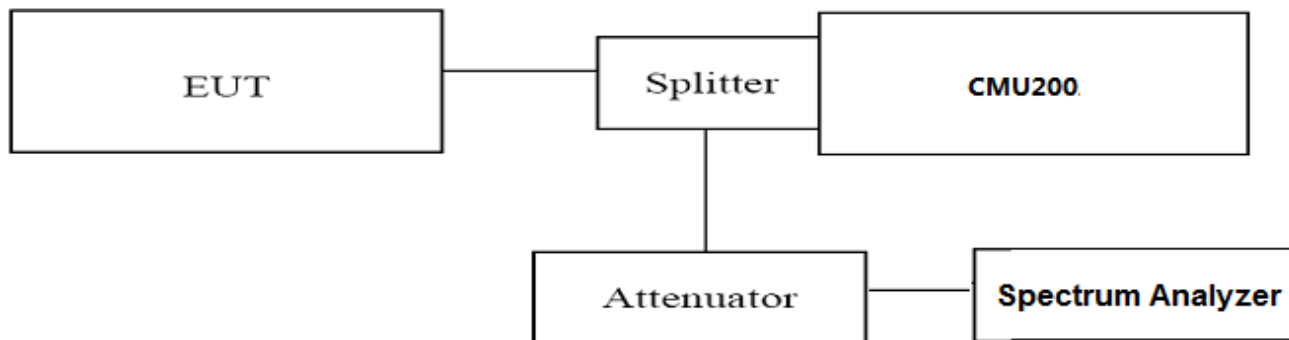 EUT
Splitter
CMU200
Attenuator
Spectrum Analyzer